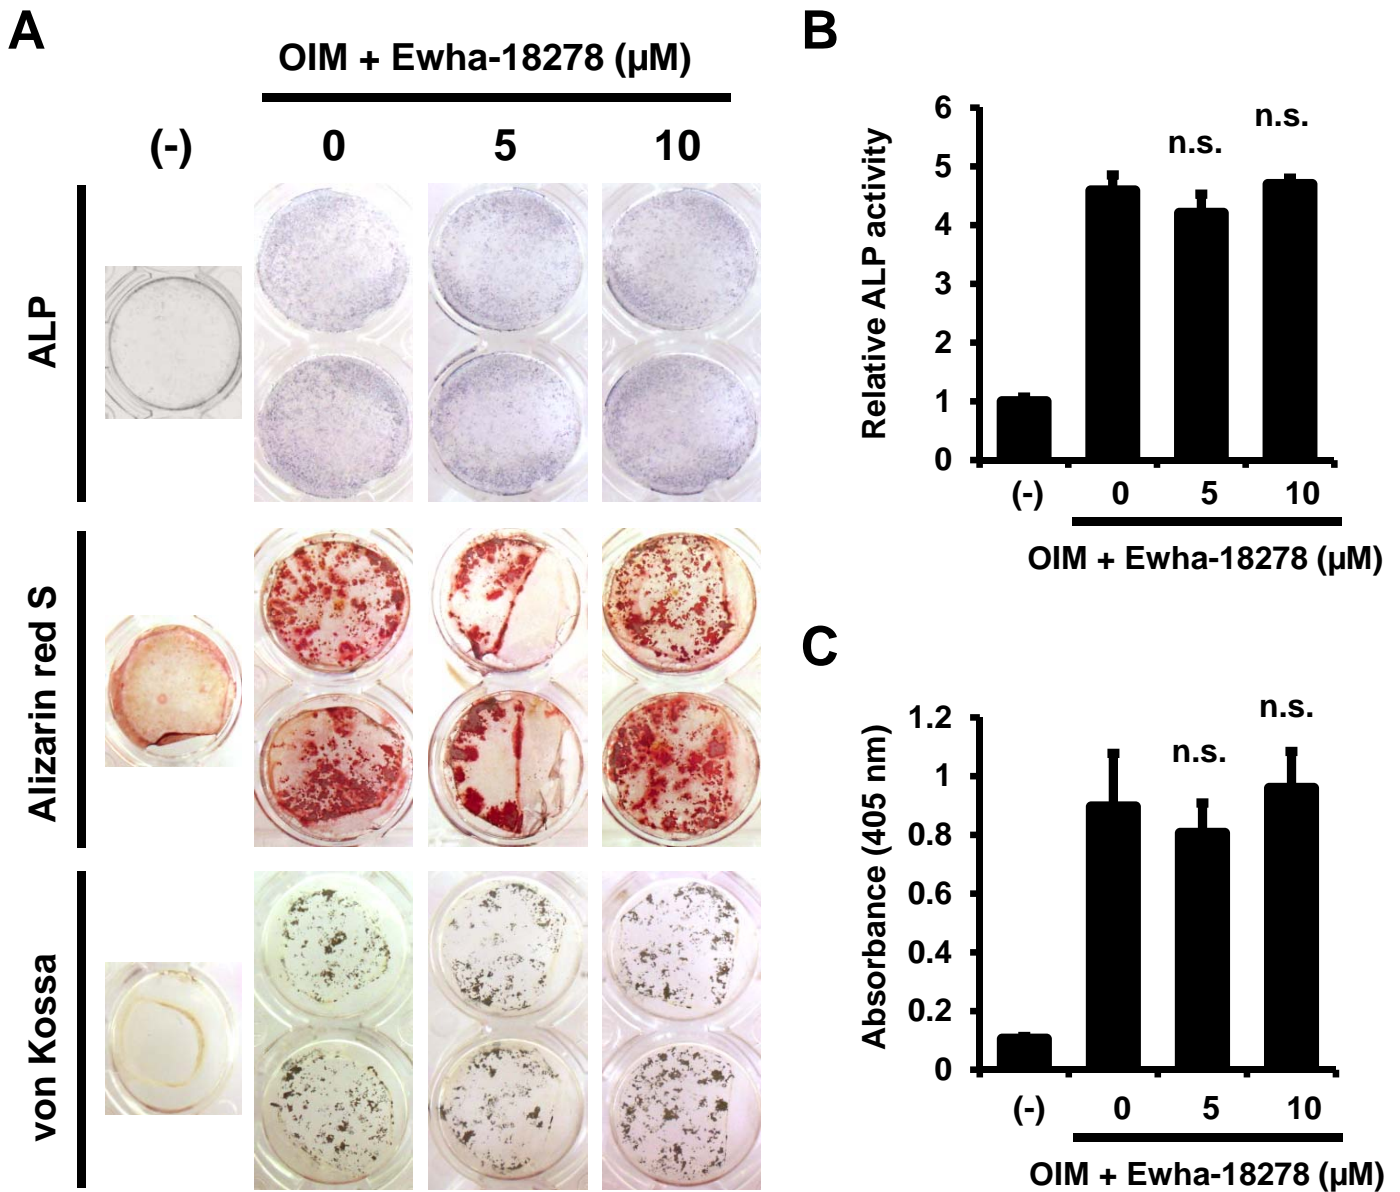 A
OIM + Ewha-18278 (µM)
(-) 0 5 10
ALP
Alizarin red S
von Kossa
B
Relative ALP activity
6
5
4
3
2
1
0
n.s.
n.s.
(-) 0 5 10
OIM + Ewha-18278 (µM)
C
Absorbance (405 nm)
1.2
1
0.8
0.6
0.4
0.2
0
n.s.
n.s.
(-) 0 5 10
OIM + Ewha-18278 (µM)